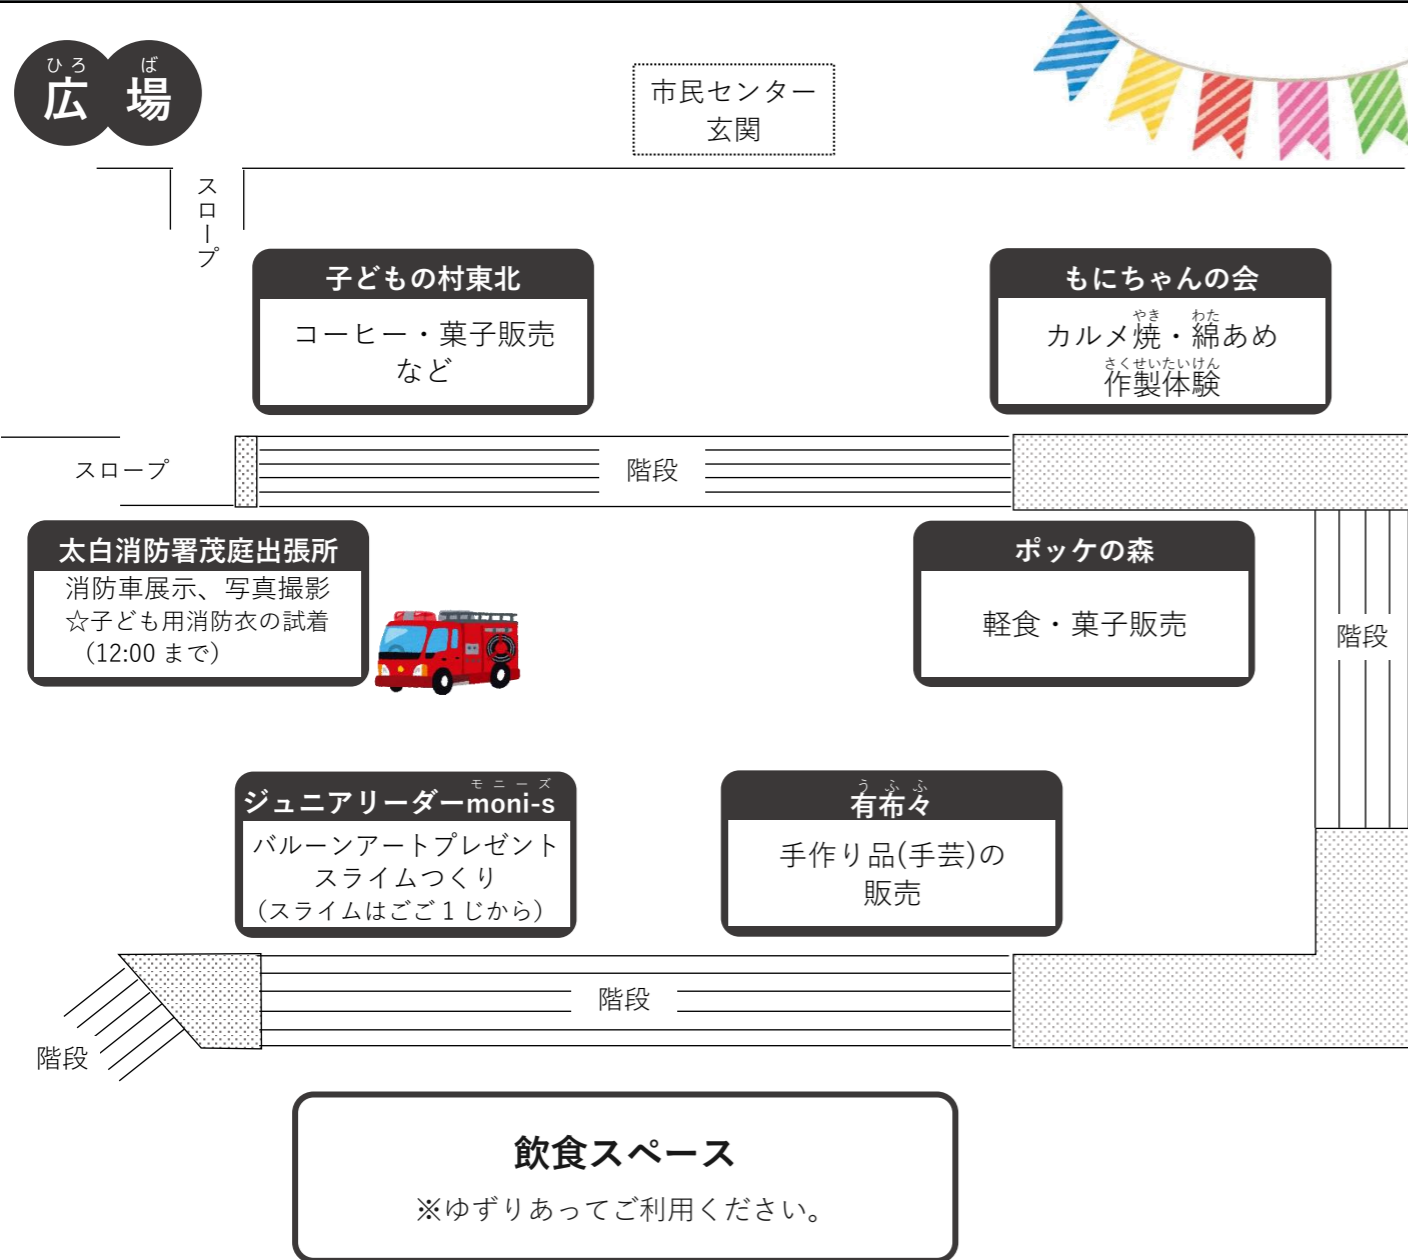 ひろ ば
広場
市民センター
玄関
スロープ
子どもの村東北
コーヒー・菓子販売
など
もにちゃんの会
やき わた
カルメ焼・綿あめ
さくせいたいけん
作製体験
スロープ
階段
太白消防署茂庭出張所
消防車展示、写真撮影
☆子ども用消防衣の試着
（12:00 まで）
ポッケの森
軽食・菓子販売
階段
モニーズ
ジュニアリーダーmoni-s
バルーンアートプレゼント
スライムつくり
（スライムはごご１じから）
うふふ
有布々
手作り品(手芸)の
販売
階段
階段
飲食スペース
※ゆずりあってご利用ください。